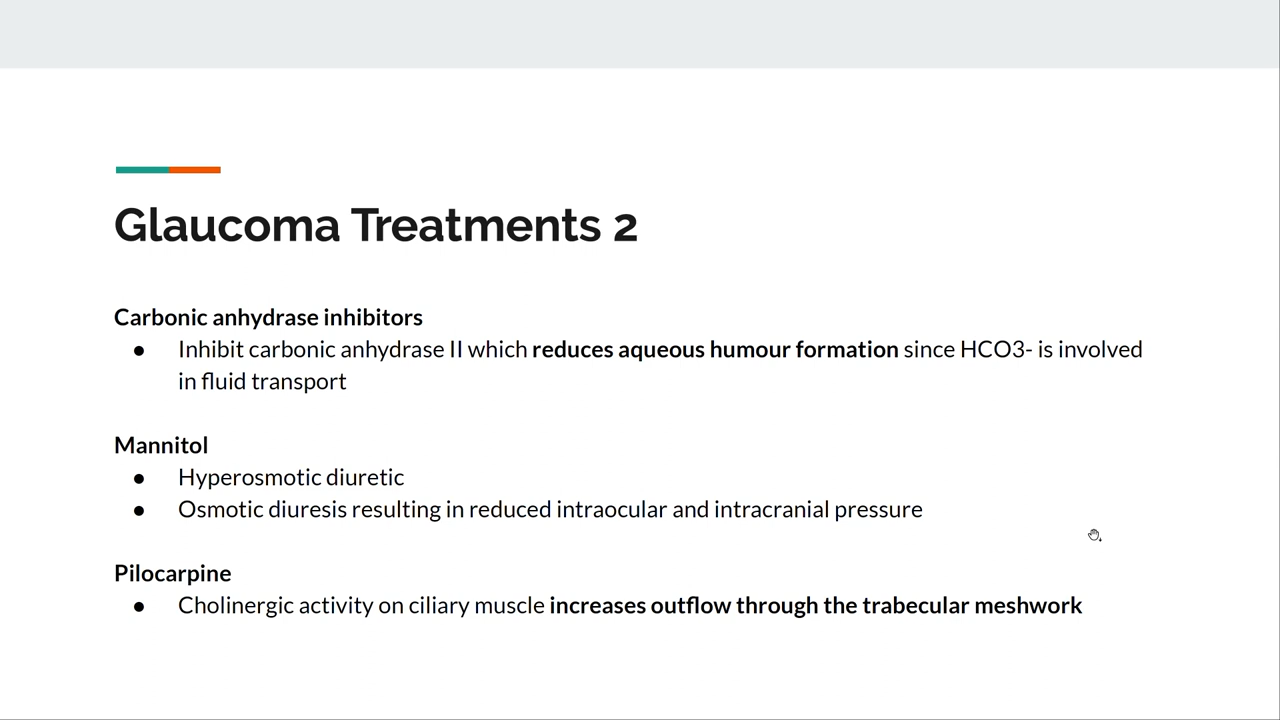 Glaucoma Treatments 2
Carbonic anhydrase inhibitors
● Inhibit carbonic anhydrase II which reduces aqueous humour formation since HCO3- is involved
in fluid transport
Mannitol
● Hyperosmotic diuretic
● Osmotic diuresis resulting in reduced intraocular and intracranial pressure
Pilocarpine
● Cholinergic activity on ciliary muscle increases outflow through the trabecular meshwork